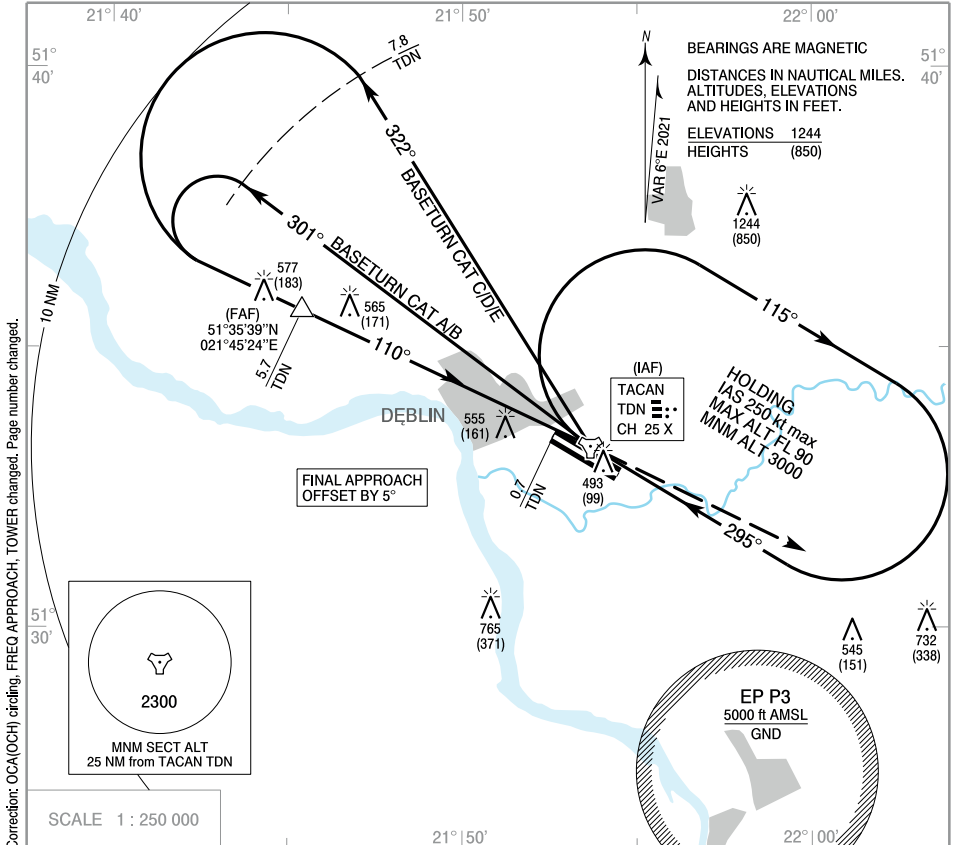 21° 40'
21° 50'
22° 00'
51°
40'
51°
40'
7.8
TDN
N
VAR 6°E 2021
BEARINGS ARE MAGNETIC
DISTANCES IN NAUTICAL MILES.
ALTITUDES, ELEVATIONS
AND HEIGHTS IN FEET.
ELEVATIONS 1244
HEIGHTS (850)
1244
(850)
322° BASETURN CAT C/D/E
301° BASETURN CAT A/B
10 NM
577
(183)
565
(171)
(FAF)
51°35'39"N
021°45'24"E
5.7
TDN
110°
115°
HOLDING
IAS 250 kt max
MAX ALT FL 90
MNM ALT 3000
(IAF)
TACAN
TDN
CH 25 X
DĘBLIN
555
(161)
493
(99)
0.7
TDN
FINAL APPROACH
OFFSET BY 5°
295°
765
(371)
545
(151)
732
(338)
51°
30'
2300
MNM SECT ALT
25 NM from TACAN TDN
EP P3
5000 ft AMSL
GND
SCALE 1 : 250 000
21° 50'
22° 00'
Correction: OCA(OCH) circling, FREQ APPROACH, TOWER changed. Page number changed.